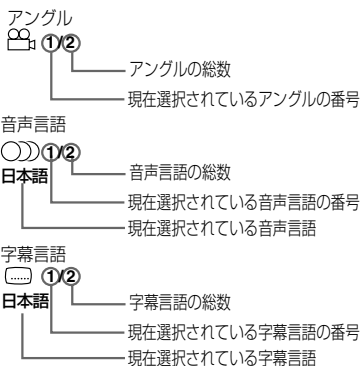 アングル
1/2
アングルの総数
現在選択されているアングルの番号
音声言語
1/2
日本語
音声言語の総数
現在選択されている音声言語の番号
現在選択されている音声言語
字幕言語
1/2
日本語
字幕言語の総数
現在選択されている字幕言語の番号
現在選択されている字幕言語